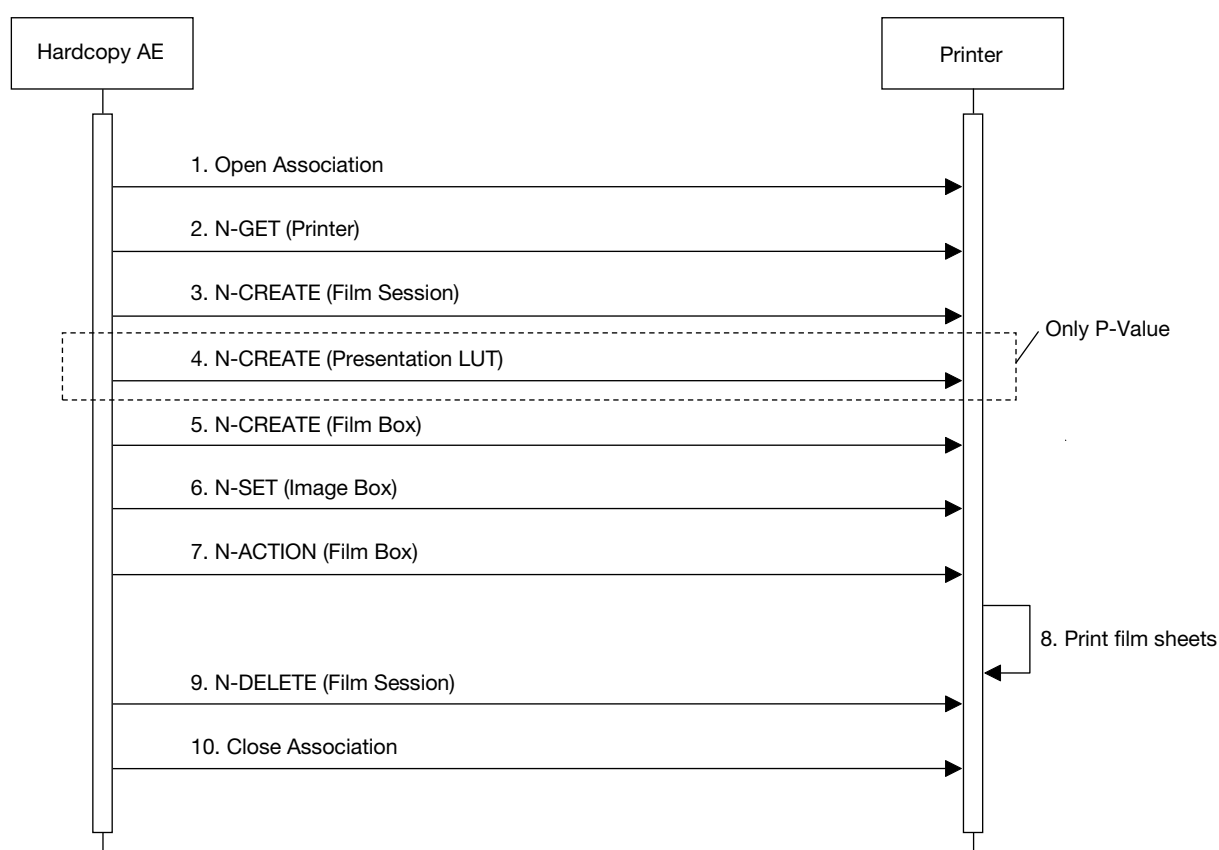 Hardcopy AE
Printer
1. Open Association
2. N-GET (Printer)
3. N-CREATE (Film Session)
Only P-Value
4. N-CREATE (Presentation LUT)
5. N-CREATE (Film Box)
6. N-SET (Image Box)
7. N-ACTION (Film Box)
8. Print film sheets
9. N-DELETE (Film Session)
10. Close Association